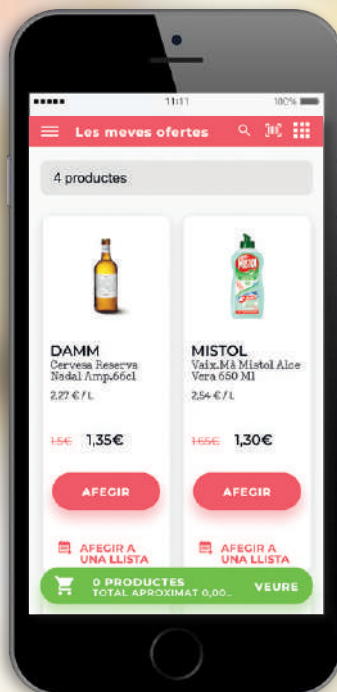 11:11
100%
Les meves ofertes
4 productes
DAMM
Cervesa Reserva
Nadal Amp.66cl
2,27 €/L
1.5€ 1,35€
AFEGIR
AFEGIR A
UNA LLISTA
MISTOL
Vaix.Mà Mistol Aloe
Vera 650 Ml
2,54 €/L
1.65€ 1,30€
AFEGIR
AFEGIR A
UNA LLISTA
0 PRODUCTES
TOTAL APROXIMAT 0,00...
VEURE